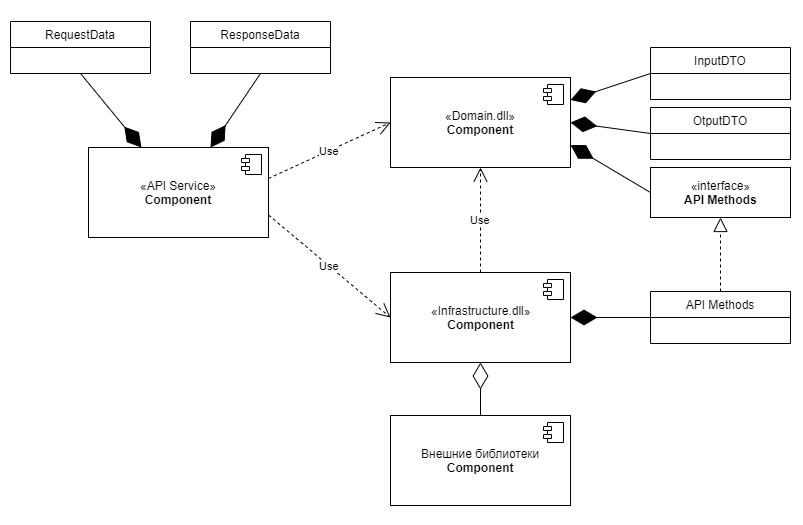 RequestData
ResponseData
InputDTO
«Domain.dll»
Component
OtputDTO
Use
«API Service»
Component
«interface»
API Methods
Use
Use
«Infrastructure.dll»
Component
API Methods
Внешние библиотеки
Component